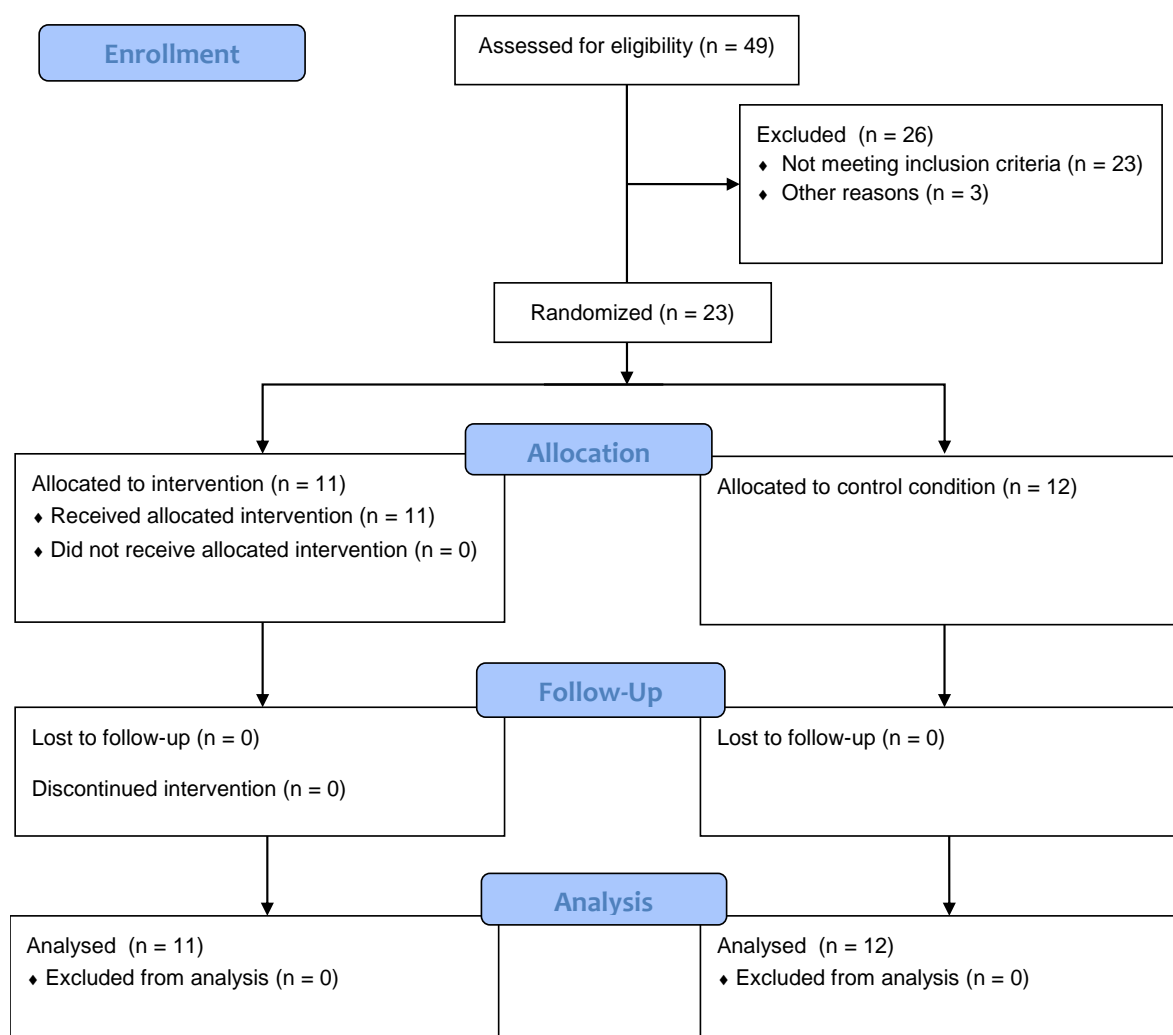 Enrollment
Assessed for eligibility (n = 49)
Excluded (n = 26)
♦ Not meeting inclusion criteria (n = 23)
♦ Other reasons (n = 3)
Randomized (n = 23)
Allocation
Allocated to intervention (n = 11)
♦ Received allocated intervention (n = 11)
♦ Did not receive allocated intervention (n = 0)
Allocated to control condition (n = 12)
Follow-Up
Lost to follow-up (n = 0)
Discontinued intervention (n = 0)
Lost to follow-up (n = 0)
Analysis
Analysed (n = 11)
♦ Excluded from analysis (n = 0)
Analysed (n = 12)
♦ Excluded from analysis (n = 0)